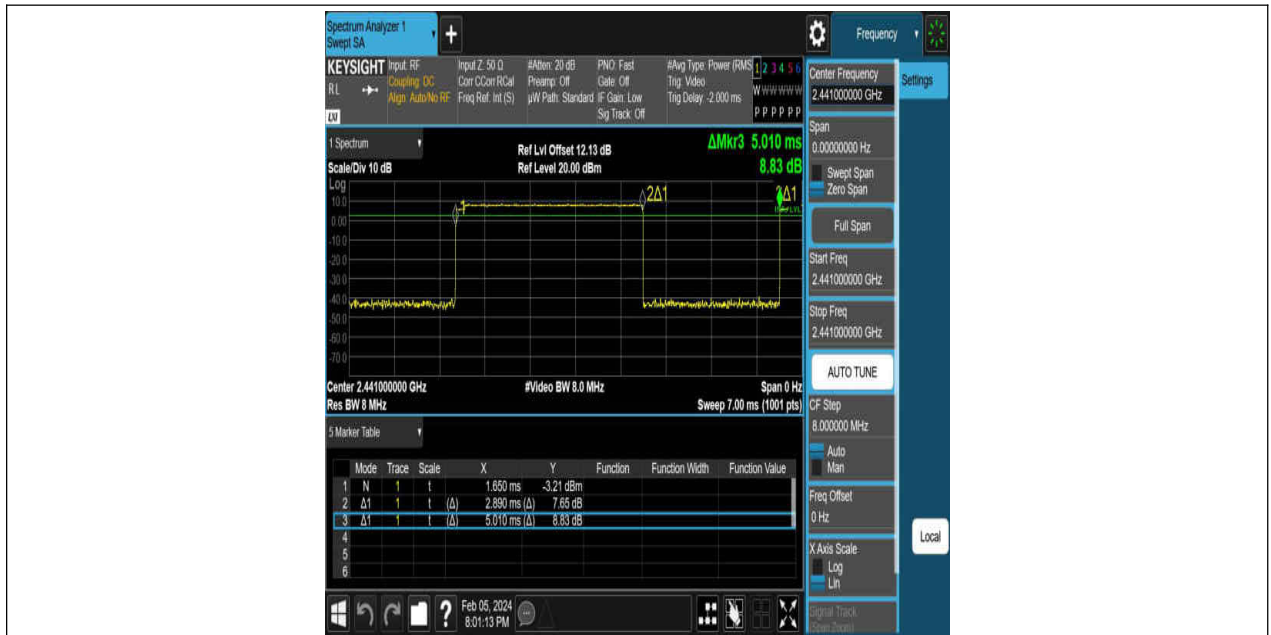 Spectrum Analyzer 1
Swept SA
+
Frequency
KEYSIGHT Input: RF Input Z: 50 Ω #Atten: 20 dB PNO: Fast #Avg Type: Power (RMS 1 2 3 4 5 6
RL Coupling: DC Corr CCorr RCal Preamp: Off Gate: Off Trig: Video W W W W W W
Align: Auto/No RF Freq Ref: Int (S) µW Path: Standard IF Gain: Low Trig Delay: -2.000 ms
LXI Sig Track: Off P P P P P P
1 Spectrum
Ref Lvl Offset 12.13 dB ΔMkr3 5.010 ms
Scale/Div 10 dB Ref Level 20.00 dBm 8.83 dB
Log
10.0
0.00
-10.0
-20.0
-30.0
-40.0
-50.0
-60.0
-70.0
1
2Δ1
3Δ1
Center 2.441000000 GHz #Video BW 8.0 MHz Span 0 Hz
Res BW 8 MHz Sweep 7.00 ms (1001 pts)
5 Marker Table
Mode Trace Scale X Y Function Function Width Function Value
1 N 1 t 1.650 ms -3.21 dBm
2 Δ1 1 t (Δ) 2.890 ms (Δ) 7.65 dB
3 Δ1 1 t (Δ) 5.010 ms (Δ) 8.83 dB
4
5
6
?
Feb 05, 2024
8:01:13 PM
Center Frequency
2.441000000 GHz
Settings
Span
0.00000000 Hz
Swept Span
Zero Span
Full Span
Start Freq
2.441000000 GHz
Stop Freq
2.441000000 GHz
AUTO TUNE
CF Step
8.000000 MHz
Auto
Man
Freq Offset
0 Hz
X Axis Scale
Log
Lin
Local
Signal Track
(Span Zoom)